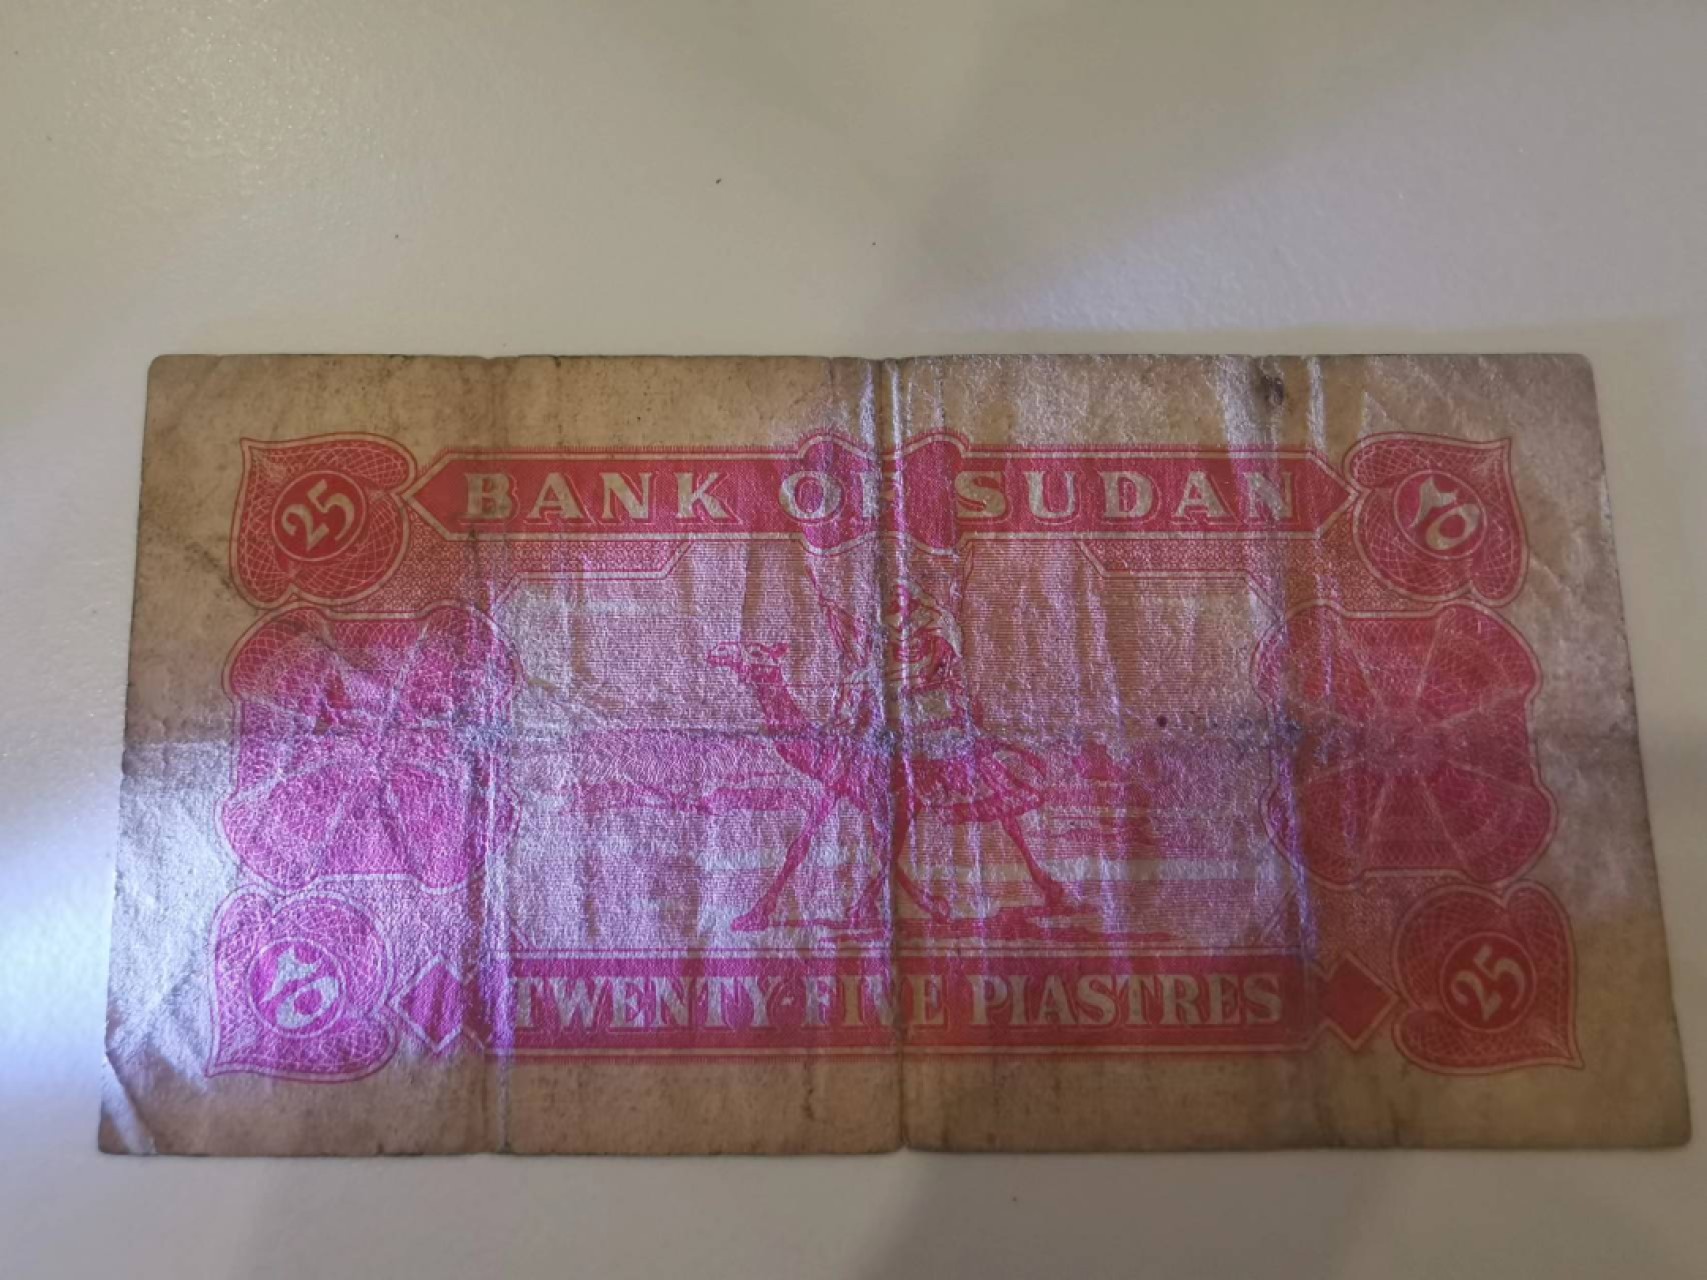 25 BANK OF SUDAN ٢٥
٢٥ TWENTY-FIVE PIASTRES 25